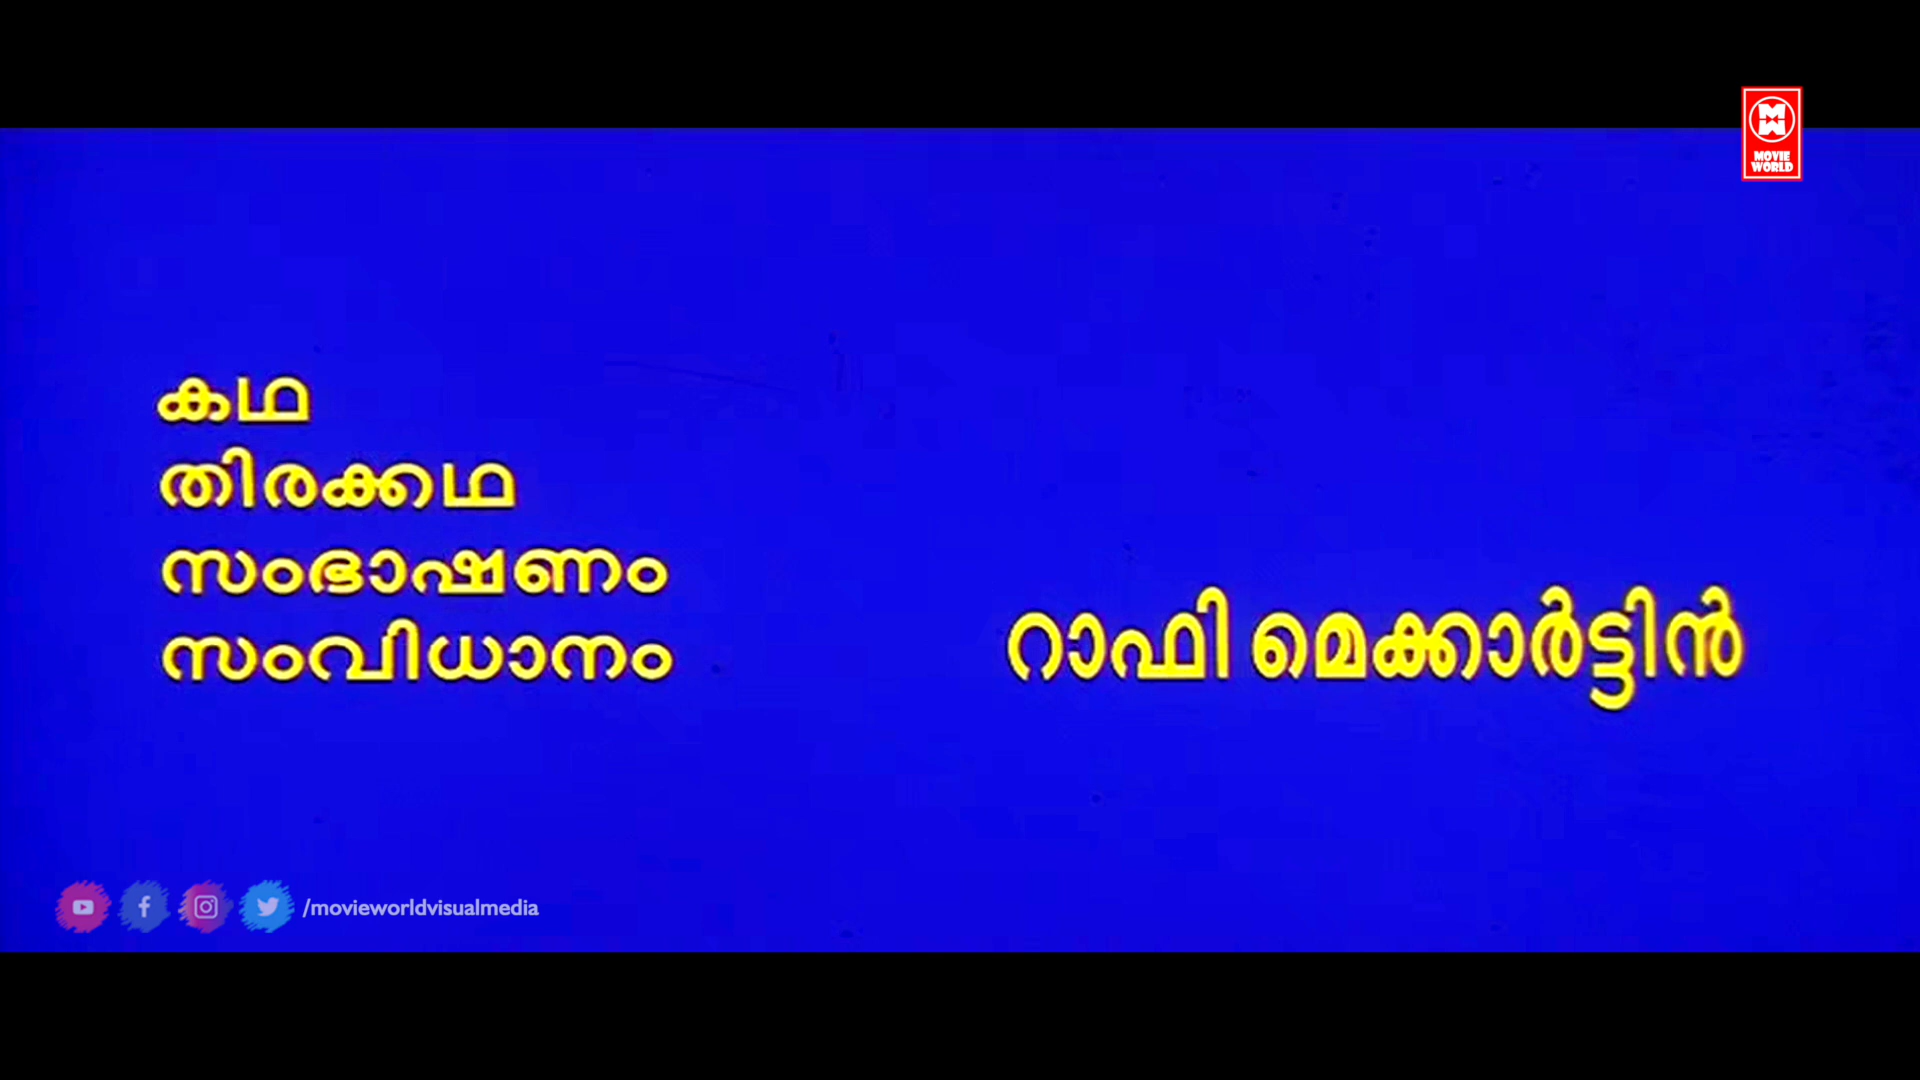 MOVIE
WORLD
കഥ
തിരക്കഥ
സംഭാഷണം
സംവിധാനം
റാഫി മെക്കാർട്ടിൻ
/movieworldvisualmedia